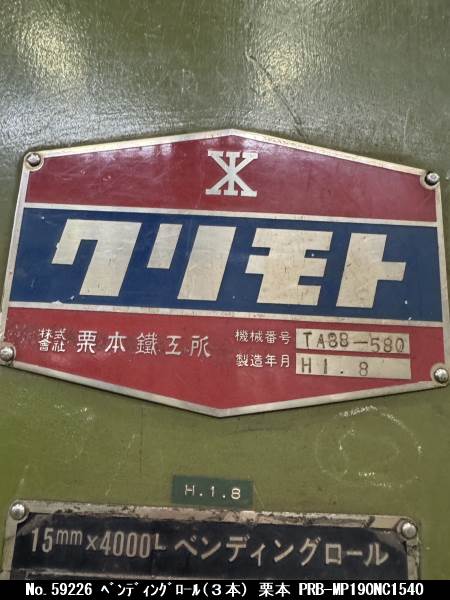 クリモト
株式会社 栗本鐵工所
機械番号 TA88-580
製造年月 H1.8
H.1.8
15mm×4000L ベンディングロール
No.59226 ﾍﾞﾝﾃﾞｨﾝｸﾞﾛｰﾙ(3本) 栗本 PRB-MP190NC1540